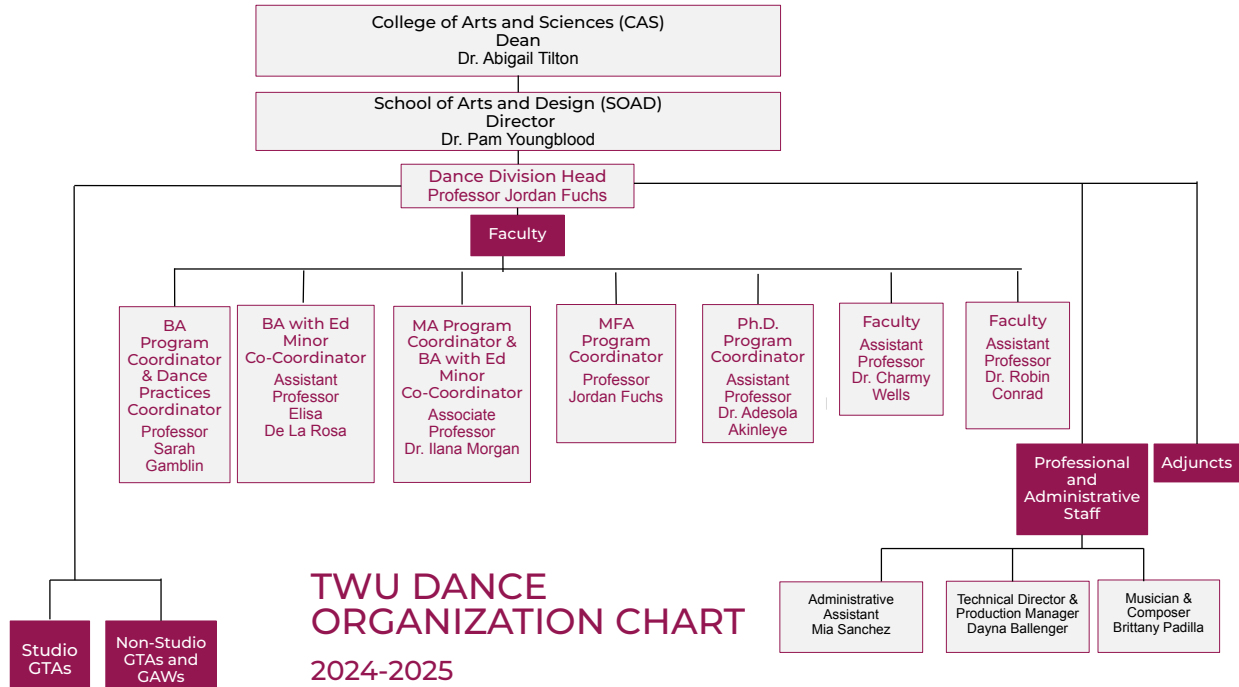 College of Arts and Sciences (CAS)
Dean
Dr. Abigail Tilton
School of Arts and Design (SOAD)
Director
Dr. Pam Youngblood
Dance Division Head
Professor Jordan Fuchs
Faculty
BA
Program
Coordinator
& Dance
Practices
Coordinator
Professor
Sarah
Gamblin
BA with Ed
Minor
Co-Coordinator
Assistant
Professor
Elisa
De La Rosa
MA Program
Coordinator &
BA with Ed
Minor
Co-Coordinator
Associate
Professor
Dr. Ilana Morgan
MFA
Program
Coordinator
Professor
Jordan Fuchs
Ph.D.
Program
Coordinator
Assistant
Professor
Dr. Adesola
Akinleye
Faculty
Assistant
Professor
Dr. Charmy
Wells
Faculty
Assistant
Professor
Dr. Robin
Conrad
Professional
and
Administrative
Staff
Adjuncts
Administrative
Assistant
Mia Sanchez
Technical Director &
Production Manager
Dayna Ballenger
Musician &
Composer
Brittany Padilla
Studio
GTAs
Non-Studio
GTAs and
GAWs
TWU DANCE
ORGANIZATION CHART
2024-2025